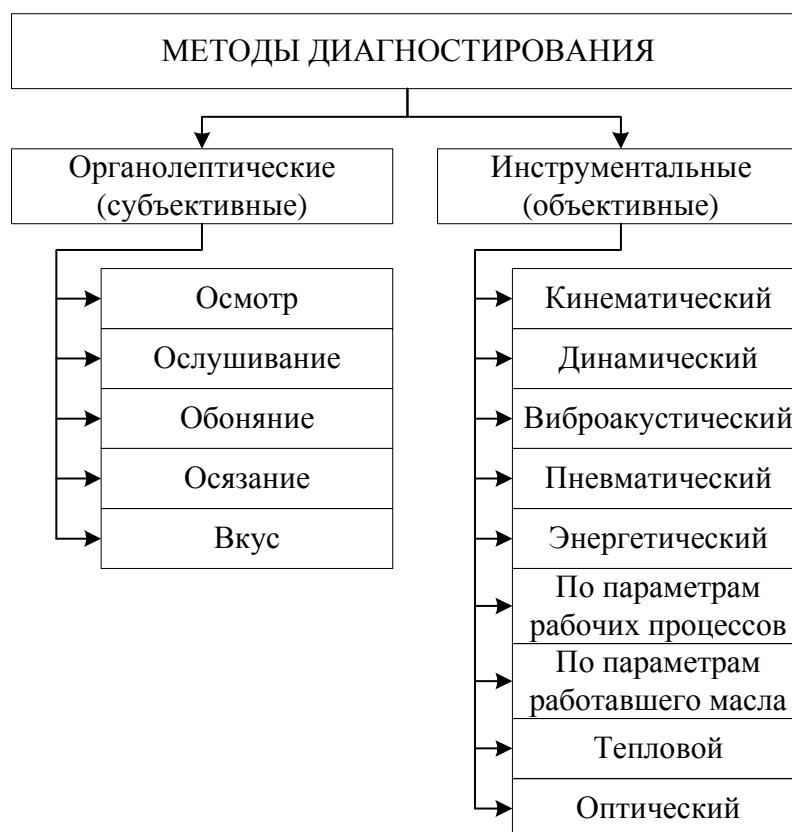 МЕТОДЫ ДИАГНОСТИРОВАНИЯ
Органолептические
(субъективные)
Осмотр
Ослушивание
Обоняние
Осязание
Вкус
Инструментальные
(объективные)
Кинематический
Динамический
Виброакустический
Пневматический
Энергетический
По параметрам
рабочих процессов
По параметрам
работавшего масла
Тепловой
Оптический